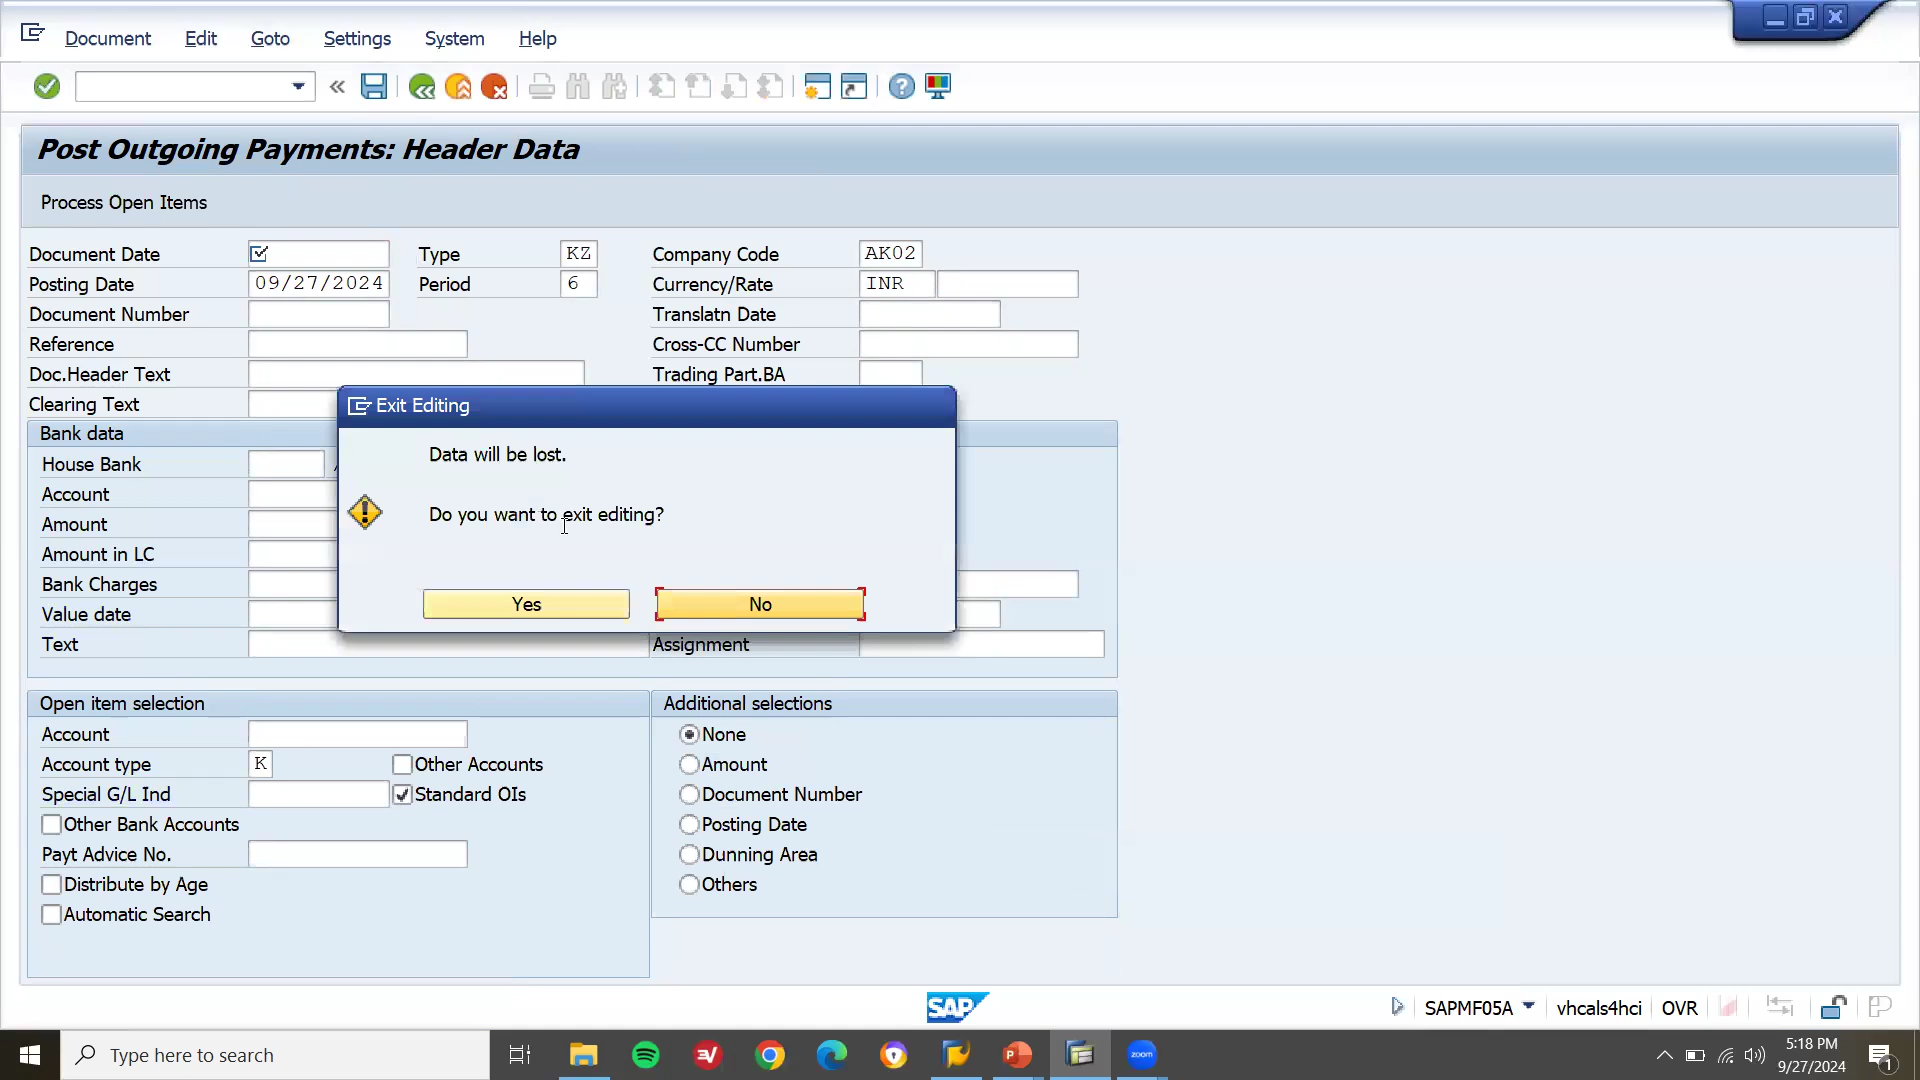 Document Edit Goto Settings System Help
Post Outgoing Payments: Header Data
Process Open Items
Document Date Type KZ Company Code AK02
Posting Date 09/27/2024 Period 6 Currency/Rate INR
Document Number Translatn Date
Reference Cross-CC Number
Doc.Header Text Trading Part.BA
Clearing Text
Exit Editing
Data will be lost.
Do you want to exit editing?
Yes No
Bank data
House Bank /
Account
Amount
Amount in LC
Bank Charges
Value date
Text Assignment
Open item selection
Account
Account type K Other Accounts
Special G/L Ind Standard OIs
Other Bank Accounts
Payt Advice No.
Distribute by Age
Automatic Search
Additional selections
None
Amount
Document Number
Posting Date
Dunning Area
Others
SAP SAPMF05A vhcals4hci OVR
Type here to search
zoom
5:18 PM
9/27/2024
1